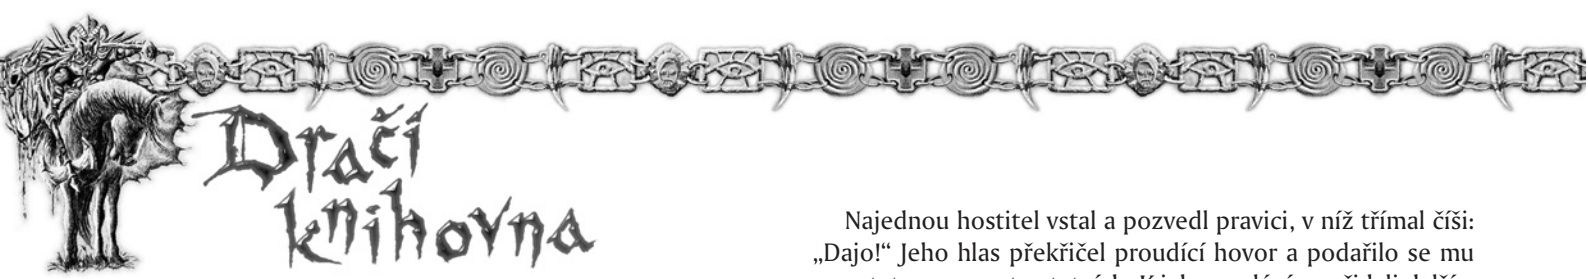 Dračí
knihovna
Najednou hostitel vstal a pozvedl pravici, v níž třímal číši:
„Dajo!“ Jeho hlas překřičel proudící hovor a podařilo se mu